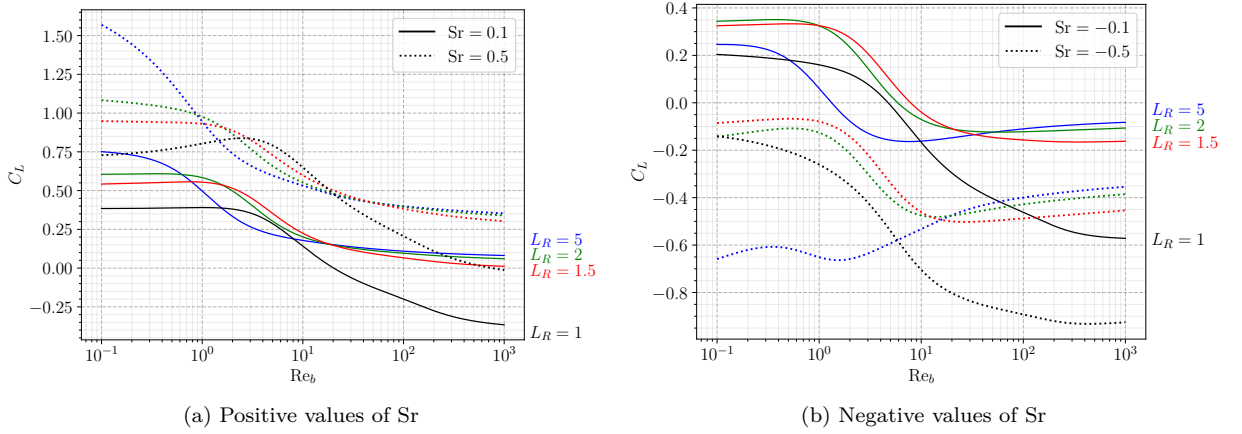 1.50
1.25
1.00
0.75
0.50
0.25
0.00
−0.25
C_L
10^{−1}
10^0
10^1
10^2
10^3
Re_b
Sr = 0.1
Sr = 0.5
L_R = 5
L_R = 2
L_R = 1.5
L_R = 1
(a) Positive values of Sr
0.4
0.2
0.0
−0.2
−0.4
−0.6
−0.8
C_L
10^{−1}
10^0
10^1
10^2
10^3
Re_b
Sr = −0.1
Sr = −0.5
L_R = 5
L_R = 2
L_R = 1.5
L_R = 1
(b) Negative values of Sr